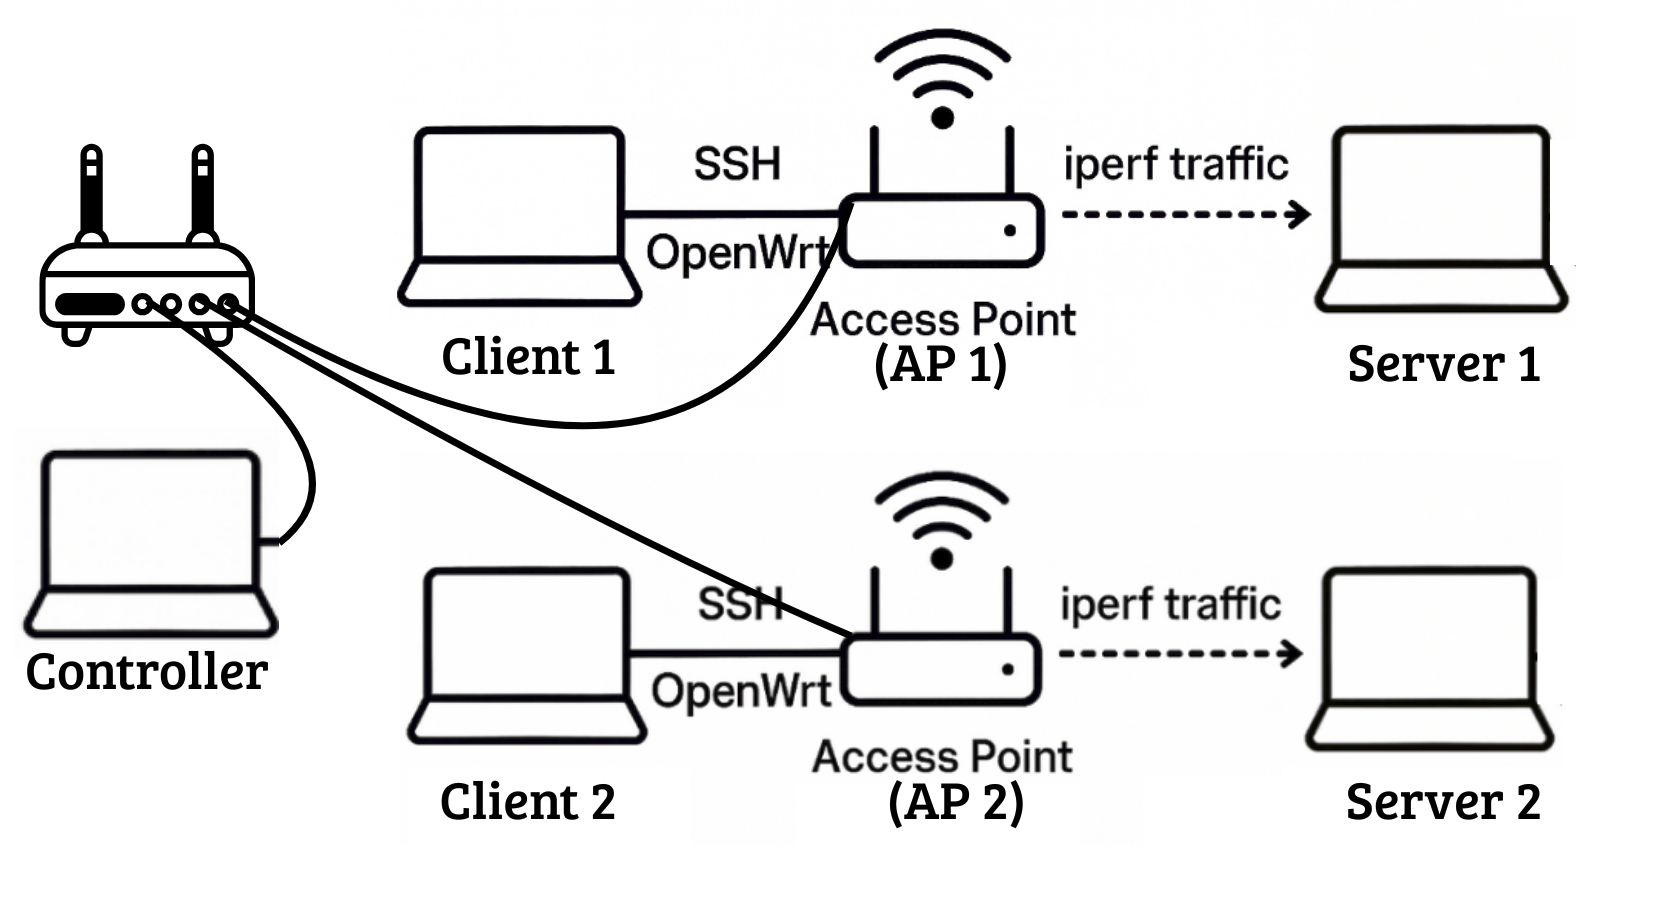 SSH
iperf traffic
OpenWrt
Access Point
(AP 1)
Client 1
Server 1
Controller
SSH
iperf traffic
OpenWrt
Access Point
(AP 2)
Client 2
Server 2